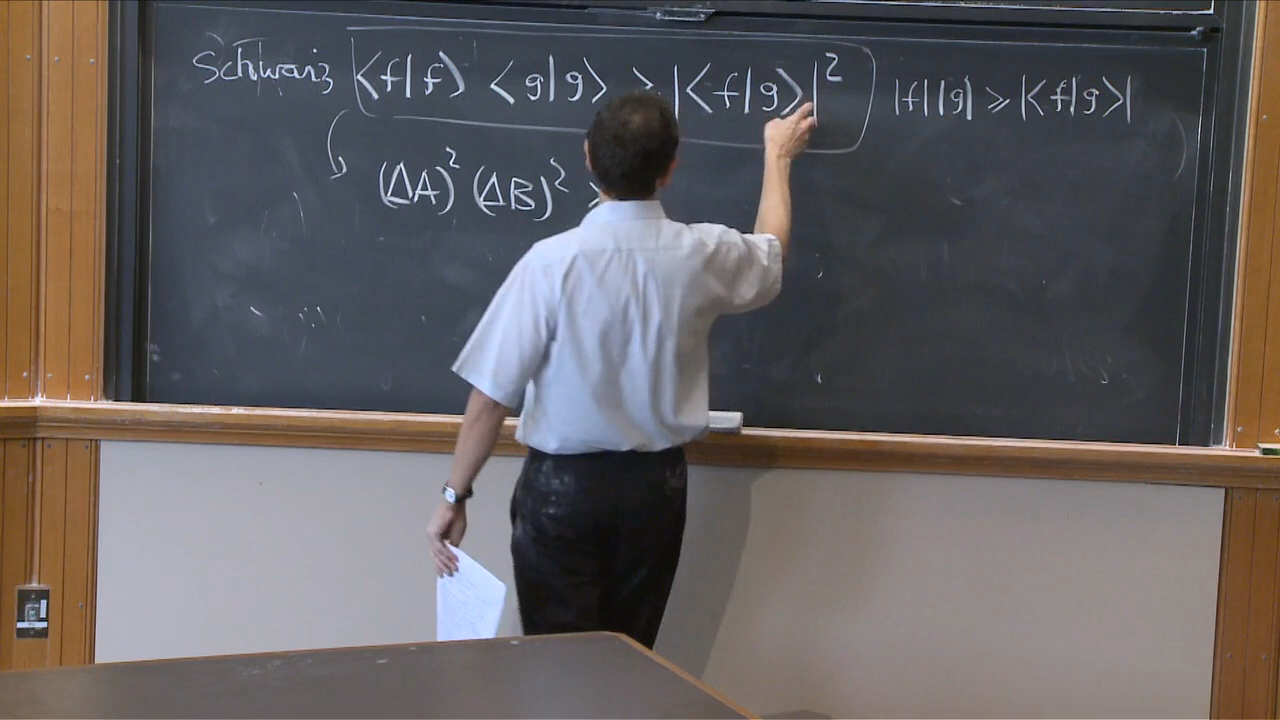 Schwarz ⟨f|f⟩ ⟨g|g⟩ ≥ |⟨f|g⟩|² |f| |g| ≥ |⟨f|g⟩|
(ΔA)² (ΔB)² ≥